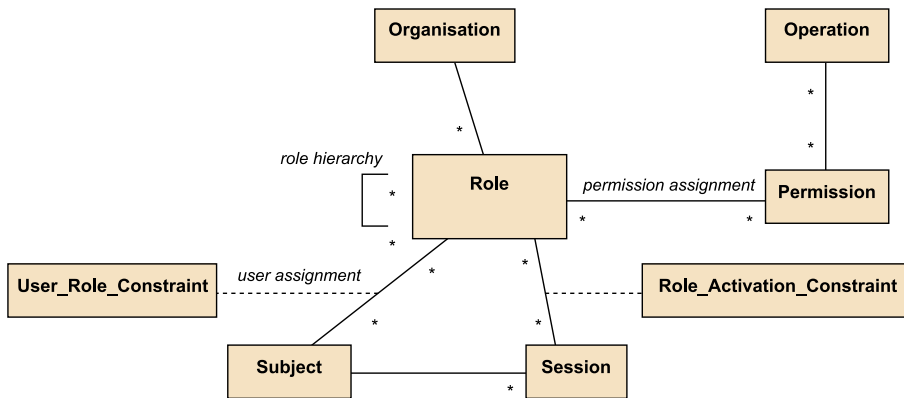 Organisation
Operation
*
*
*
role hierarchy
*
*
Role
permission assignment
*
*
Permission
User_Role_Constraint
user assignment
*
*
*
*
Role_Activation_Constraint
Subject
*
Session